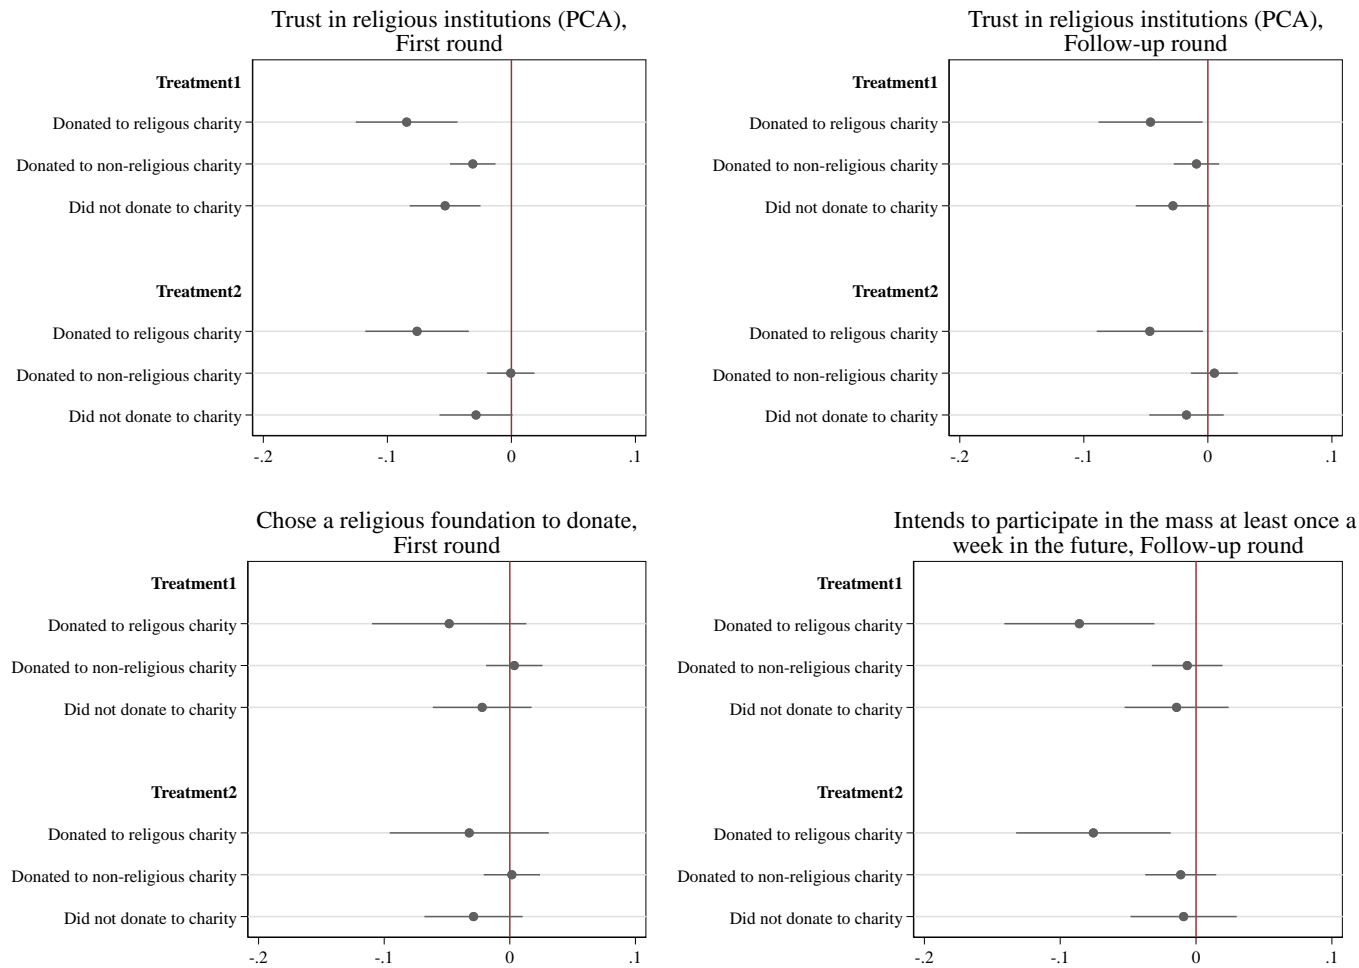 Trust in religious institutions (PCA),
First round
Treatment1
Donated to religous charity
Donated to non-religious charity
Did not donate to charity
Treatment2
Donated to religous charity
Donated to non-religious charity
Did not donate to charity
-.2 -.1 0 .1
Trust in religious institutions (PCA),
Follow-up round
Treatment1
Donated to religous charity
Donated to non-religious charity
Did not donate to charity
Treatment2
Donated to religous charity
Donated to non-religious charity
Did not donate to charity
-.2 -.1 0 .1
Chose a religious foundation to donate,
First round
Treatment1
Donated to religous charity
Donated to non-religious charity
Did not donate to charity
Treatment2
Donated to religous charity
Donated to non-religious charity
Did not donate to charity
-.2 -.1 0 .1
Intends to participate in the mass at least once a
week in the future, Follow-up round
Treatment1
Donated to religous charity
Donated to non-religious charity
Did not donate to charity
Treatment2
Donated to religous charity
Donated to non-religious charity
Did not donate to charity
-.2 -.1 0 .1